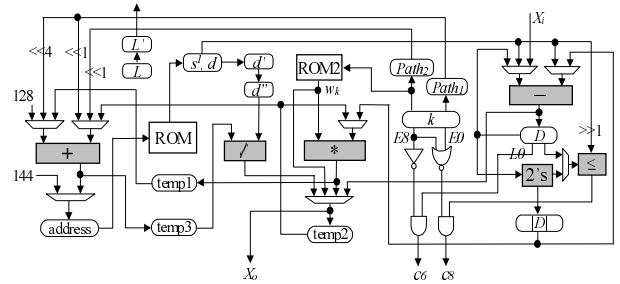 Xi
L'
L
<<4
<<1
<<1
s^l, d
d'
d''
ROM2
Path2
Path1
wk
128
ROM
k
−
+
/
*
E8
E0
D
L0
>>1
2's
≤
144
temp1
address
temp3
temp2
|D|
Xo
c6
c8